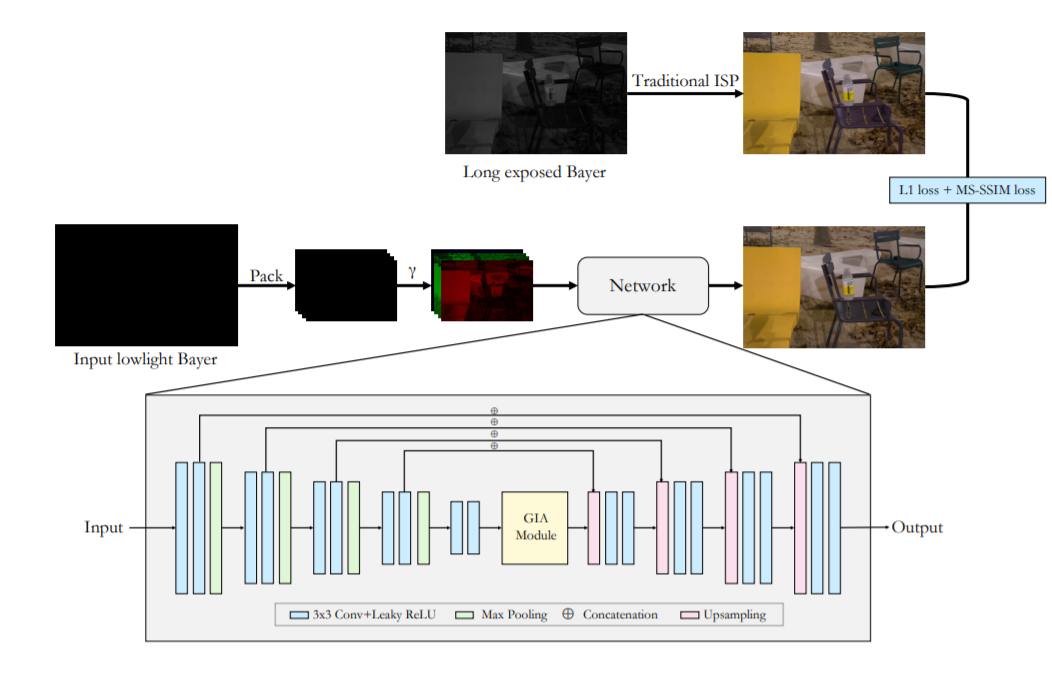 Traditional ISP
Long exposed Bayer
L1 loss + MS-SSIM loss
Pack
γ
Network
Input lowlight Bayer
⊕
⊕
⊕
⊕
Input
GIA
Module
Output
3x3 Conv+Leaky ReLU
Max Pooling
⊕ Concatenation
Upsampling